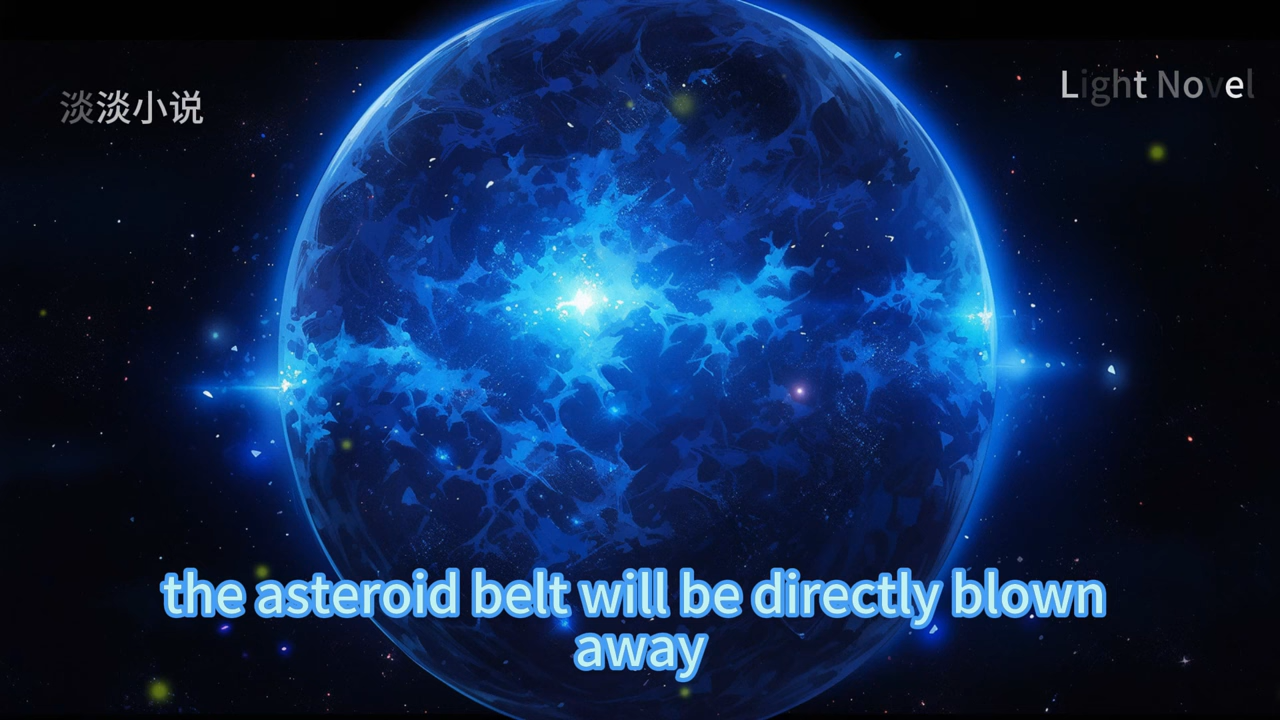 淡淡小说
Light Novel
the asteroid belt will be directly blown
away